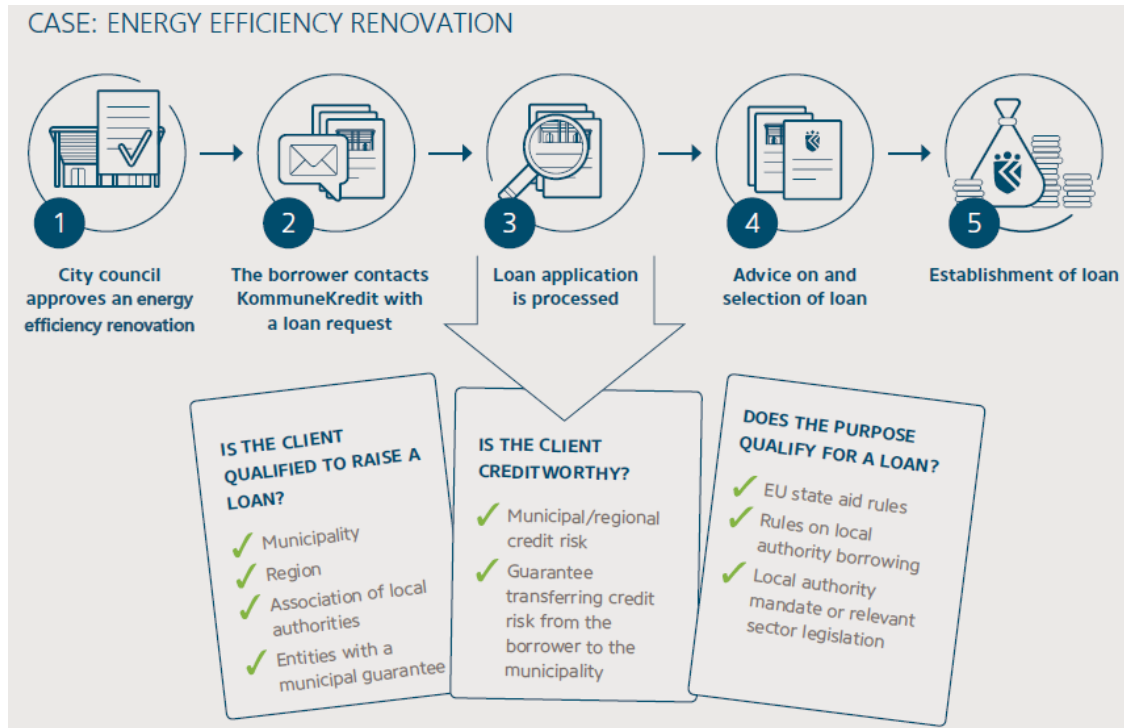 CASE: ENERGY EFFICIENCY RENOVATION
1
City council
approves an energy
efficiency renovation
2
The borrower contacts
KommuneKredit with
a loan request
3
Loan application
is processed
4
Advice on and
selection of loan
5
Establishment of loan
IS THE CLIENT
QUALIFIED TO RAISE A
LOAN?
Municipality
Region
Association of local
authorities
Entities with a
municipal guarantee
IS THE CLIENT
CREDITWORTHY?
Municipal/regional
credit risk
Guarantee
transferring credit
risk from the
borrower to the
municipality
DOES THE PURPOSE
QUALIFY FOR A LOAN?
EU state aid rules
Rules on local
authority borrowing
Local authority
mandate or relevant
sector legislation